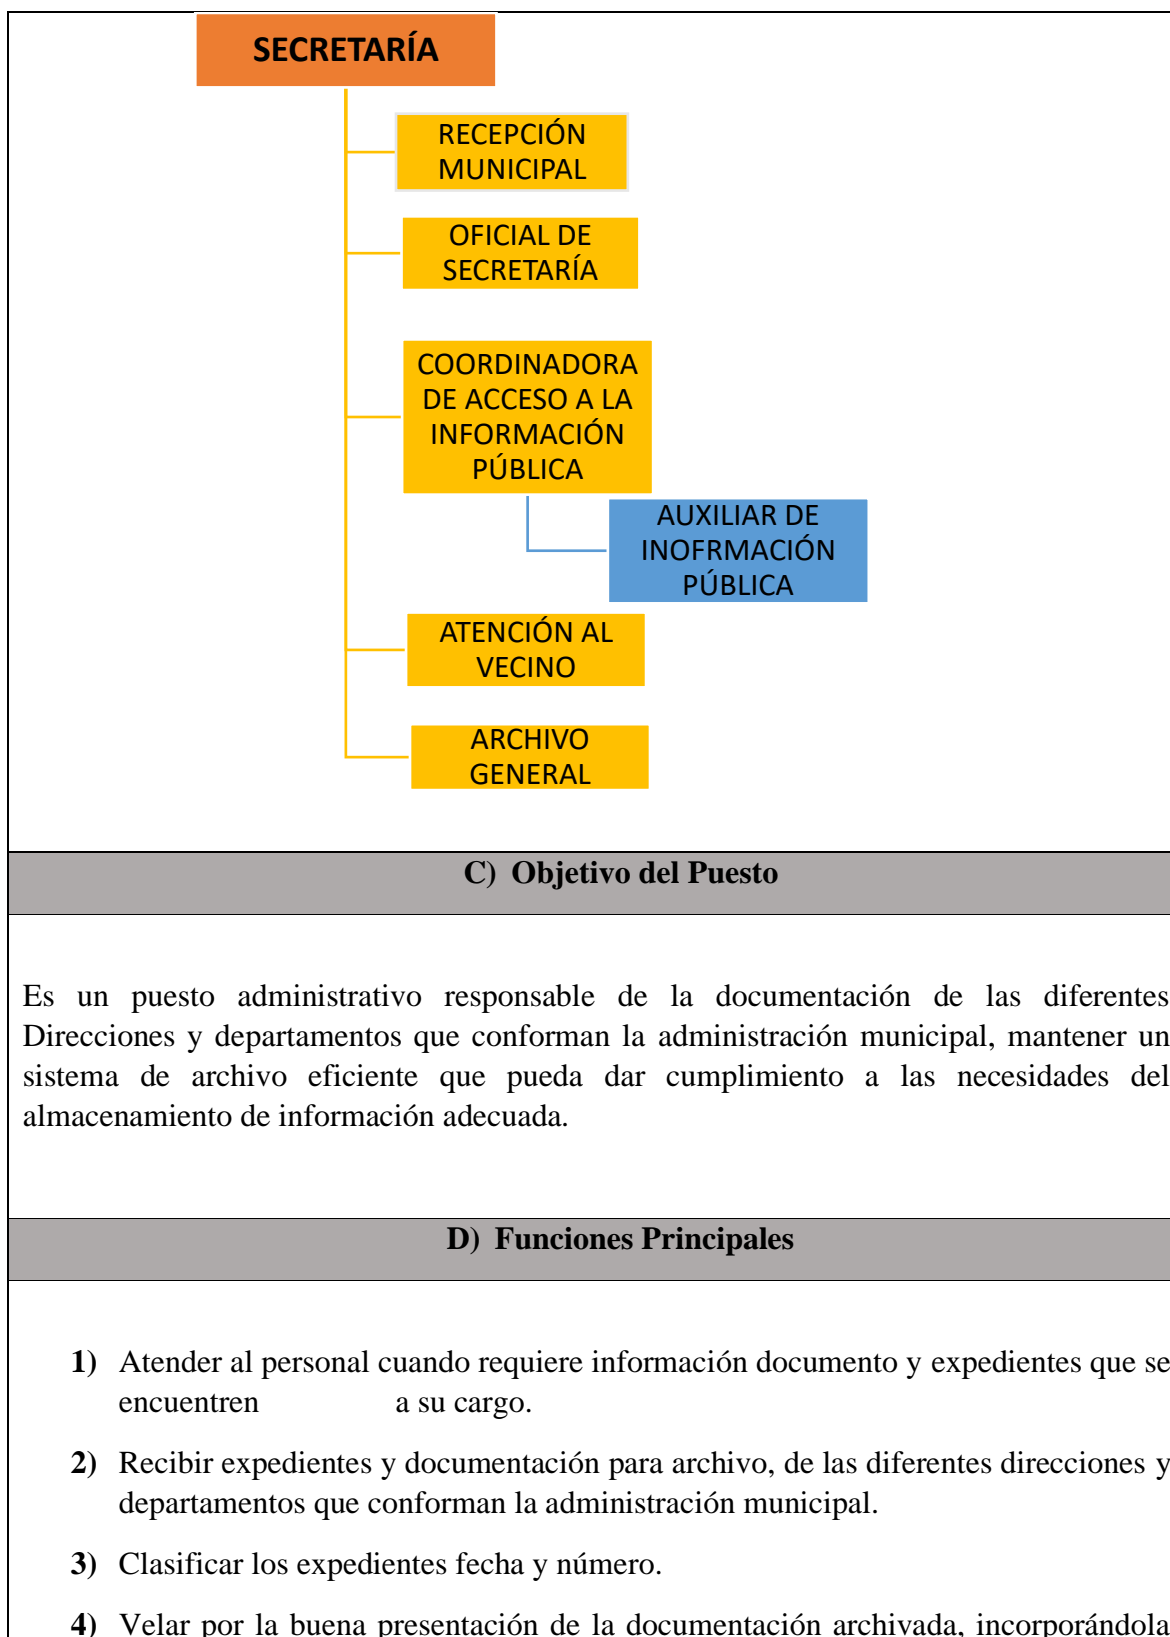 SECRETARÍA
RECEPCIÓN
MUNICIPAL
OFICIAL DE
SECRETARÍA
COORDINADORA
DE ACCESO A LA
INFORMACIÓN
PÚBLICA
AUXILIAR DE
INOFRMACIÓN
PÚBLICA
ATENCIÓN AL
VECINO
ARCHIVO
GENERAL
C) Objetivo del Puesto
Es un puesto administrativo responsable de la documentación de las diferentes
Direcciones y departamentos que conforman la administración municipal, mantener un
sistema de archivo eficiente que pueda dar cumplimiento a las necesidades del
almacenamiento de información adecuada.
D) Funciones Principales
1) Atender al personal cuando requiere información documento y expedientes que se
encuentren a su cargo.
2) Recibir expedientes y documentación para archivo, de las diferentes direcciones y
departamentos que conforman la administración municipal.
3) Clasificar los expedientes fecha y número.
4) Velar por la buena presentación de la documentación archivada, incorporándola